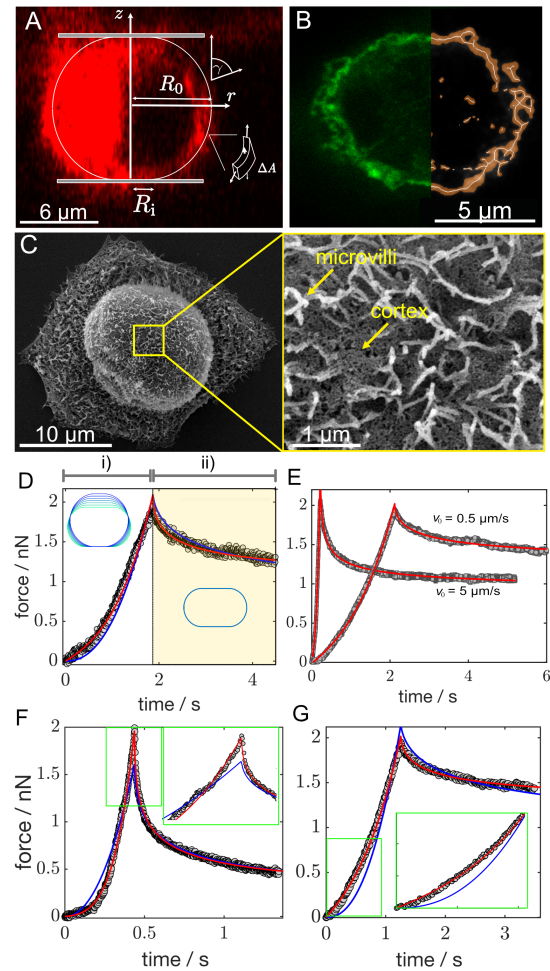 A
z
γ
R₀
r
ΔA
Rᵢ
6 μm
B
5 μm
C
microvilli
cortex
10 μm
1 μm
D
i)
ii)
force / nN
2
1.5
1
0.5
0
0
2
4
time / s
E
v₀ = 0.5 μm/s
v₀ = 5 μm/s
2
1.5
1
0.5
0
0
1
2
3
4
5
6
time / s
F
force / nN
2
1.5
1
0.5
0
0
0.5
1
time / s
G
2
1.5
1
0.5
0
0
1
2
3
time / s